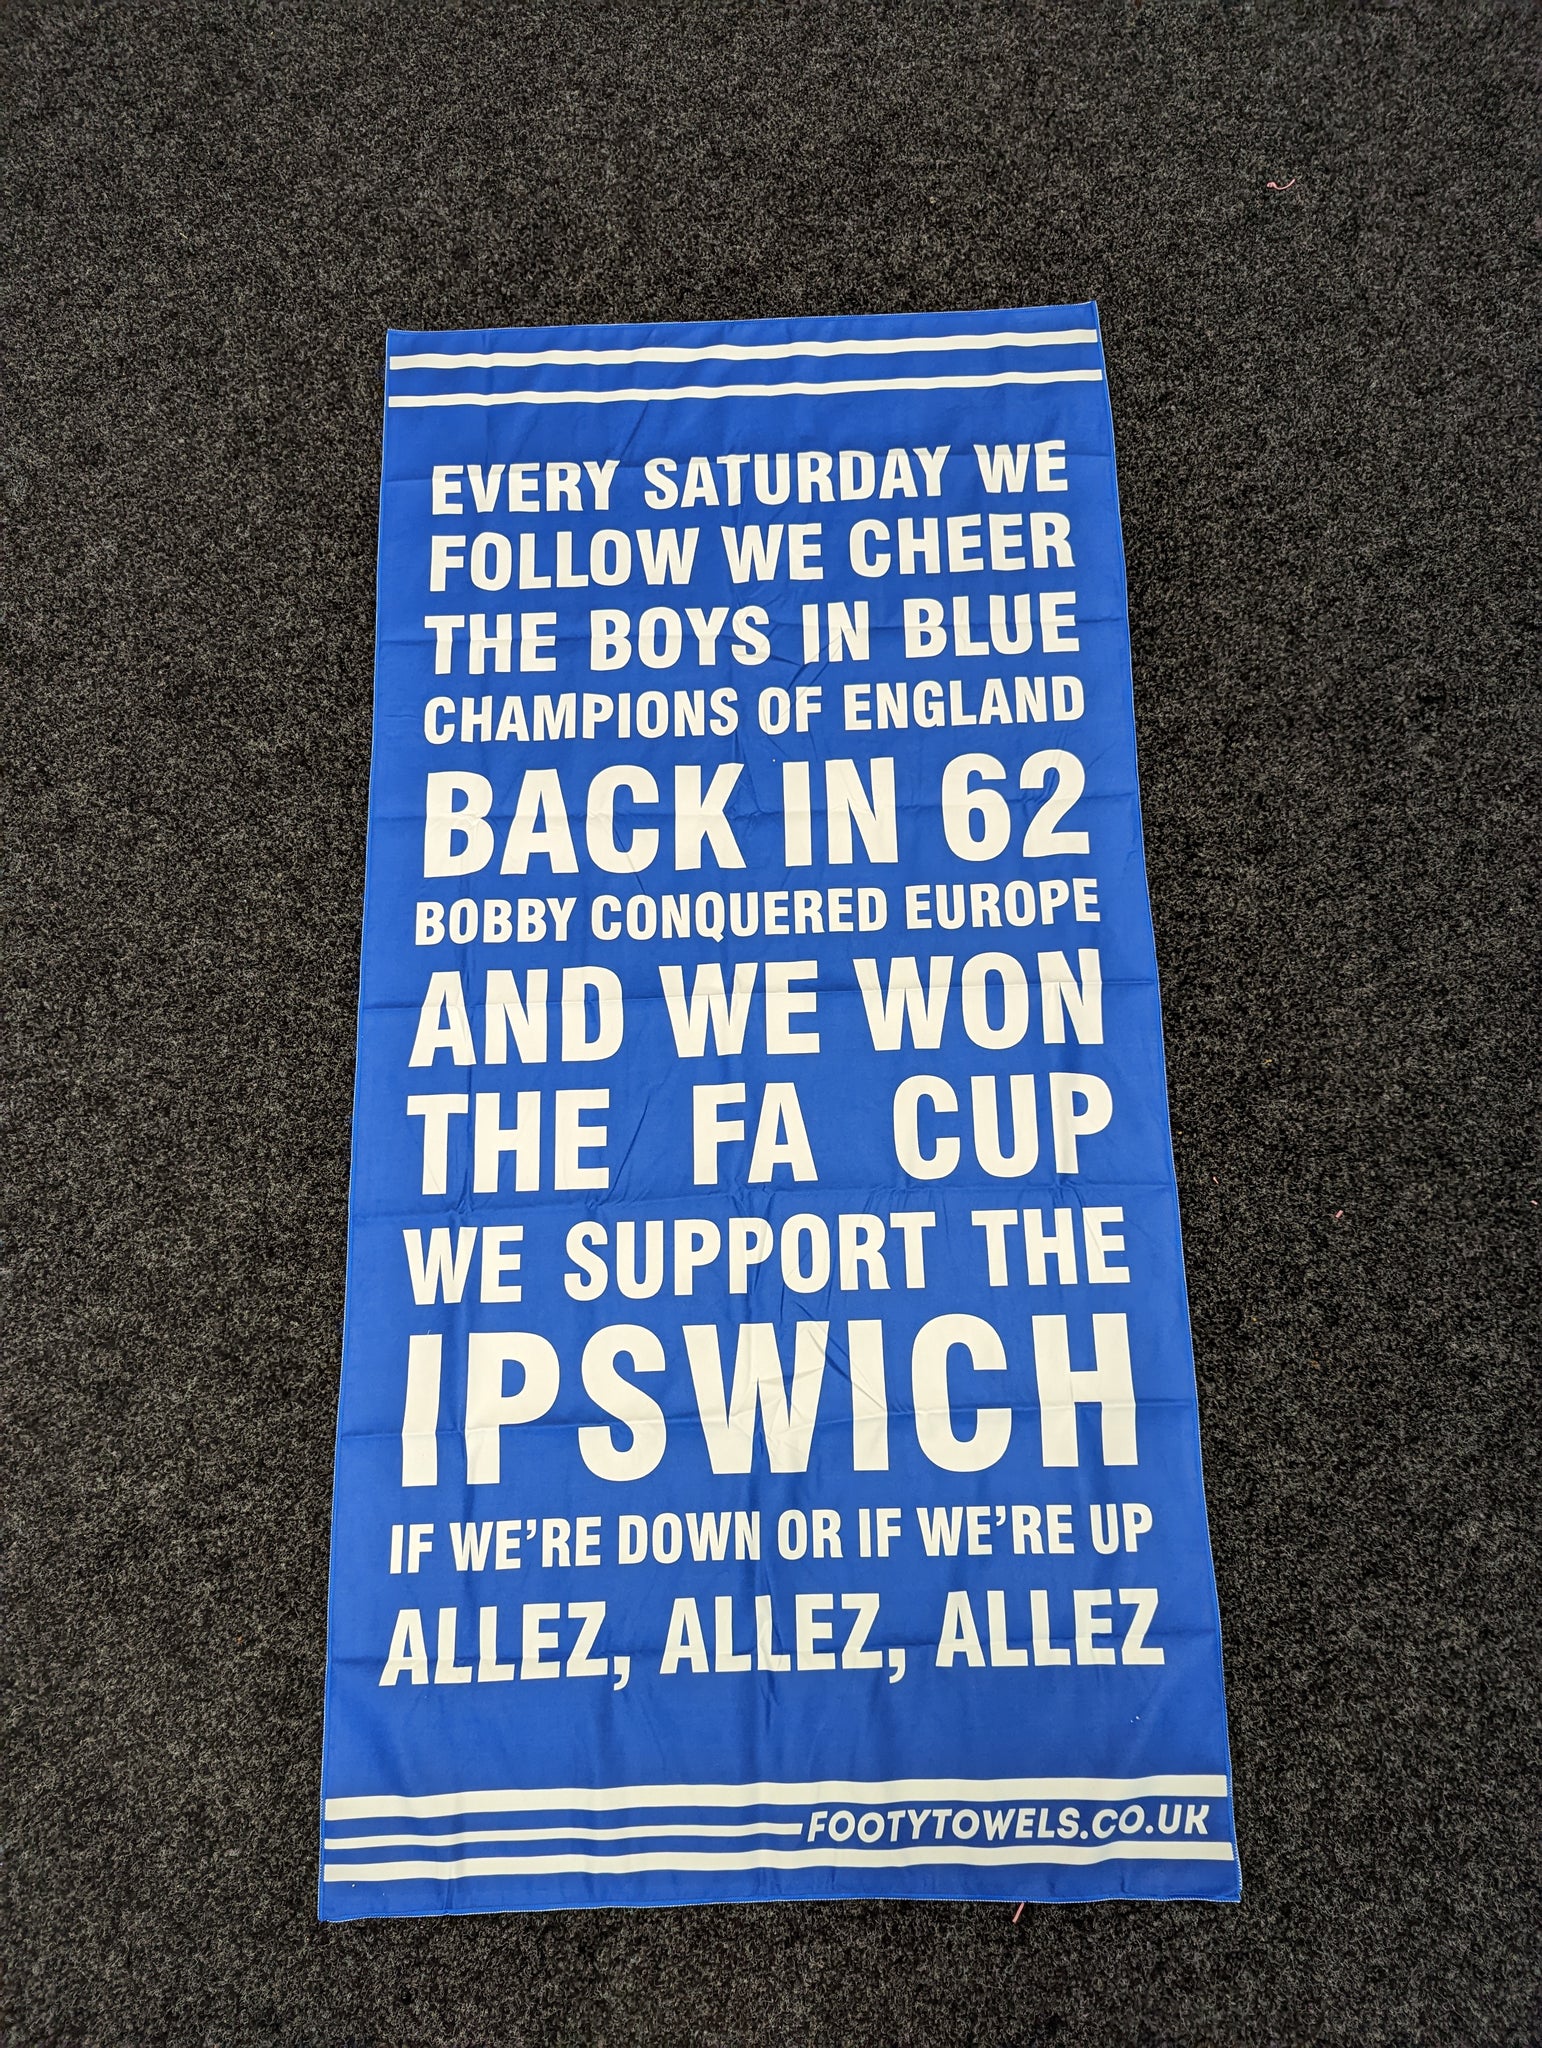 EVERY SATURDAY WE
FOLLOW WE CHEER
THE BOYS IN BLUE
CHAMPIONS OF ENGLAND
BACK IN 62
BOBBY CONQUERED EUROPE
AND WE WON
THE FA CUP
WE SUPPORT THE
IPSWICH
IF WE’RE DOWN OR IF WE’RE UP
ALLEZ, ALLEZ, ALLEZ
FOOTYTOWELS.CO.UK